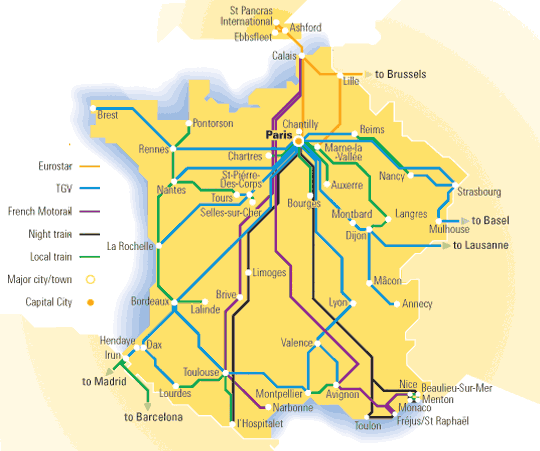 St Pancras
International
Ashford
Ebbsfleet
Calais
Lille
to Brussels
Brest
Pontorson
Chantilly
Paris
Reims
Rennes
Chartres
Marne-la
-Vallée
Nancy
Strasbourg
Eurostar
TGV
French Motorail
Night train
Local train
Major city/town
Capital City
Nantes
St-Pierre-
Des-Corps
Tours
Selles-sur-Cher
Auxerre
Bourges
Montbard
Langres
Dijon
Mulhouse
to Basel
to Lausanne
La Rochelle
Limoges
Mâcon
Bordeaux
Lalinde
Brive
Lyon
Annecy
Hendaye
Irun
Dax
Valence
to Madrid
Lourdes
Toulouse
Montpellier
Avignon
Nice
Beaulieu-Sur-Mer
Menton
Monaco
to Barcelona
Narbonne
l'Hospitalet
Toulon
Fréjus/St Raphaël